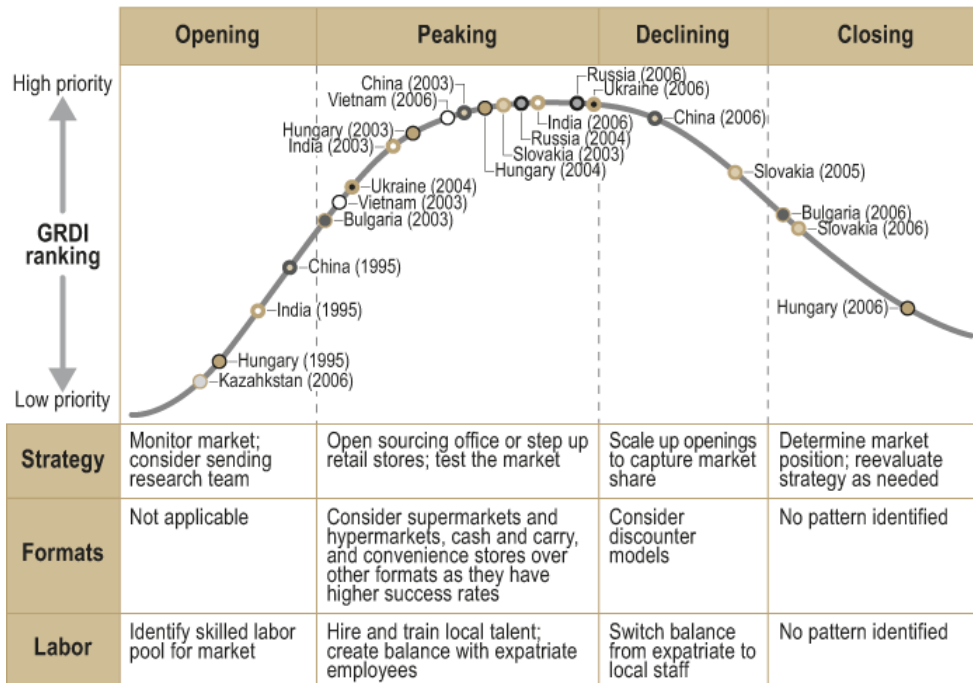 Opening
Peaking
Declining
Closing
High priority
GRDI
ranking
Low priority
China (2003)
Vietnam (2006)
Hungary (2003)
India (2003)
Ukraine (2004)
Vietnam (2003)
Bulgaria (2003)
China (1995)
India (1995)
Hungary (1995)
Kazahkstan (2006)
Russia (2006)
Ukraine (2006)
India (2006)
Russia (2004)
Slovakia (2003)
Hungary (2004)
China (2006)
Slovakia (2005)
Bulgaria (2006)
Slovakia (2006)
Hungary (2006)
Strategy
Monitor market;
consider sending
research team
Open sourcing office or step up
retail stores; test the market
Scale up openings
to capture market
share
Determine market
position; reevaluate
strategy as needed
Formats
Not applicable
Consider supermarkets and
hypermarkets, cash and carry,
and convenience stores over
other formats as they have
higher success rates
Consider
discounter
models
No pattern identified
Labor
Identify skilled labor
pool for market
Hire and train local talent;
create balance with expatriate
employees
Switch balance
from expatriate to
local staff
No pattern identified